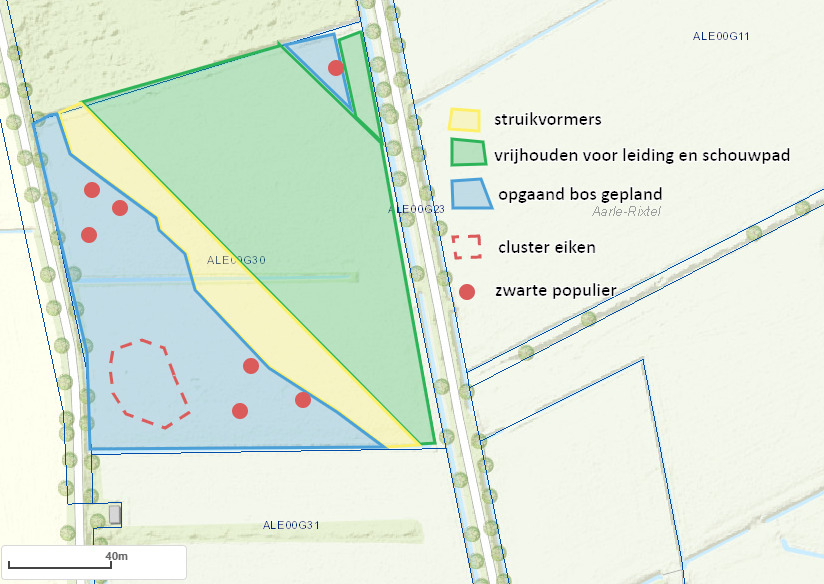 ALE00G11
struikvormers
vrijhouden voor leiding en schouwpad
opgaand bos gepland
ALE00G23
Aarle-Rixtel
cluster eiken
ALE00G30
zwarte populier
ALE00G31
40m